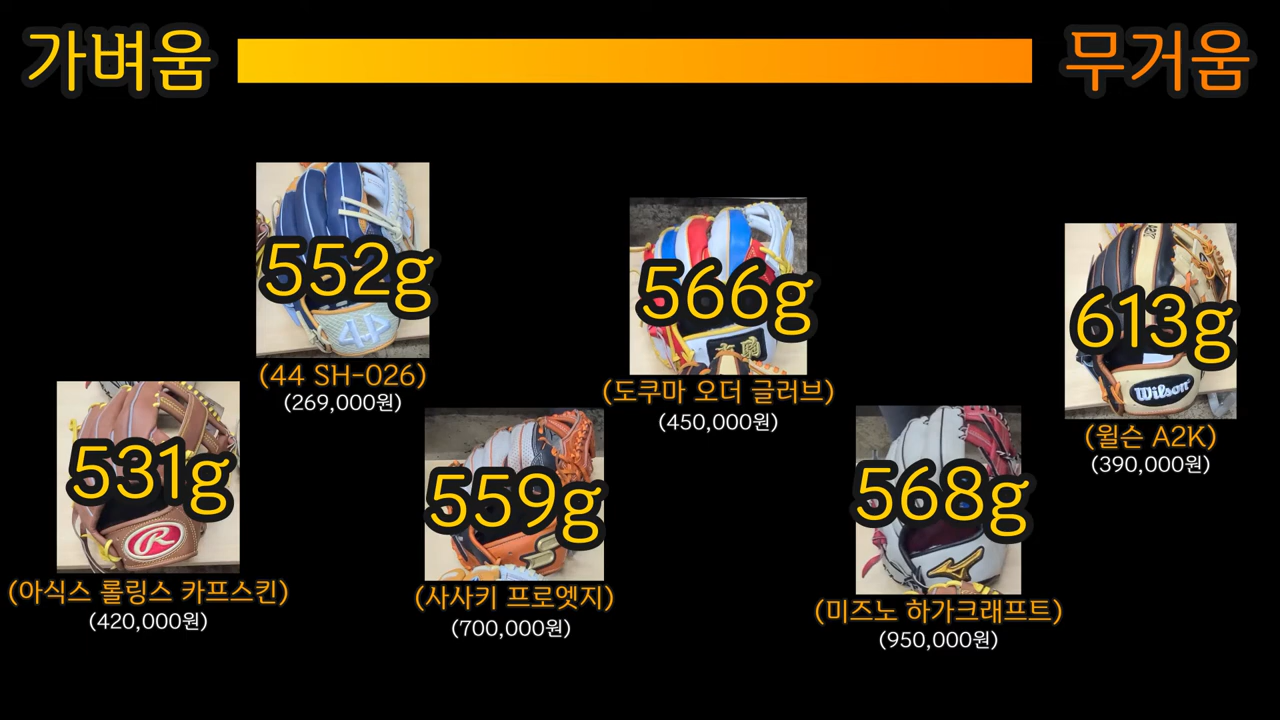 가벼움
무거움
552g
(44 SH-026)
(269,000원)
566g
(도쿠마 오더 글러브)
(450,000원)
613g
Wilson
(윌슨 A2K)
(390,000원)
531g
R
(아식스 롤링스 카프스킨)
(420,000원)
559g
(사사키 프로엣지)
(700,000원)
568g
(미즈노 하가크래프트)
(950,000원)